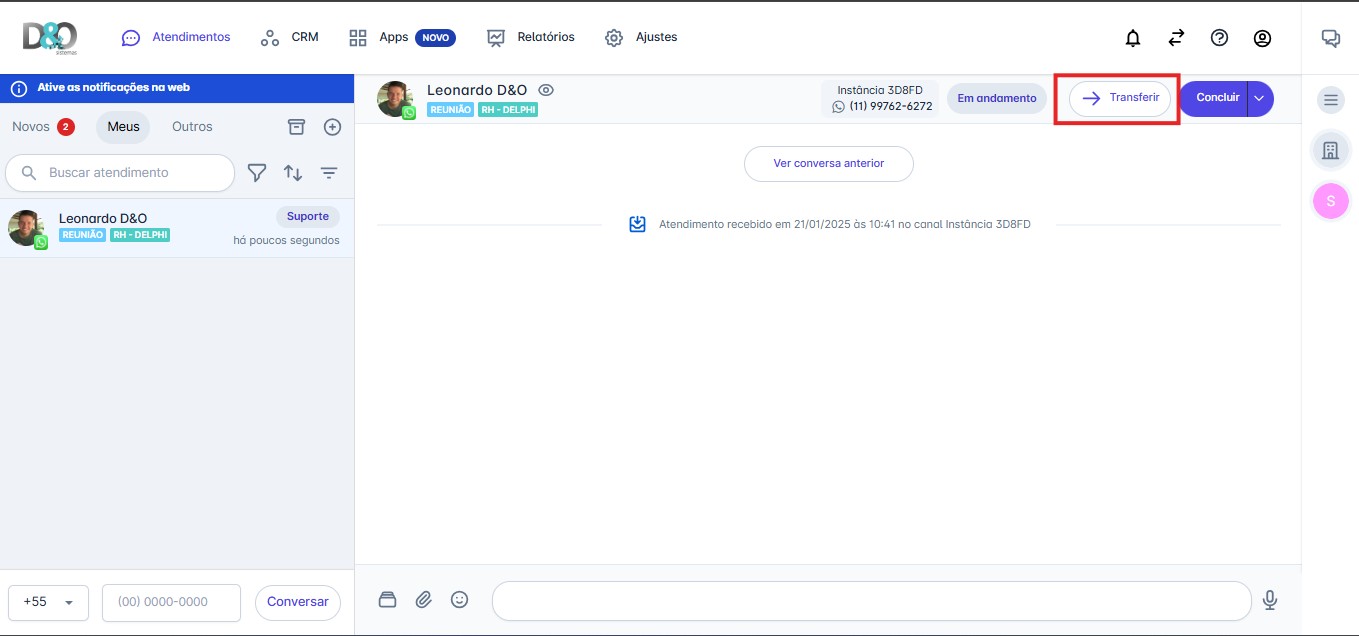 D&O
sistemas
Atendimentos
CRM
Apps NOVO
Relatórios
Ajustes
Ative as notificações na web
Novos 2
Meus
Outros
Buscar atendimento
Leonardo D&O
Suporte
REUNIÃO RH - DELPHI
há poucos segundos
+55
(00) 0000-0000
Conversar
Leonardo D&O
REUNIÃO RH - DELPHI
Instância 3D8FD
(11) 99762-6272
Em andamento
Transferir
Concluir
Ver conversa anterior
Atendimento recebido em 21/01/2025 às 10:41 no canal Instância 3D8FD
S